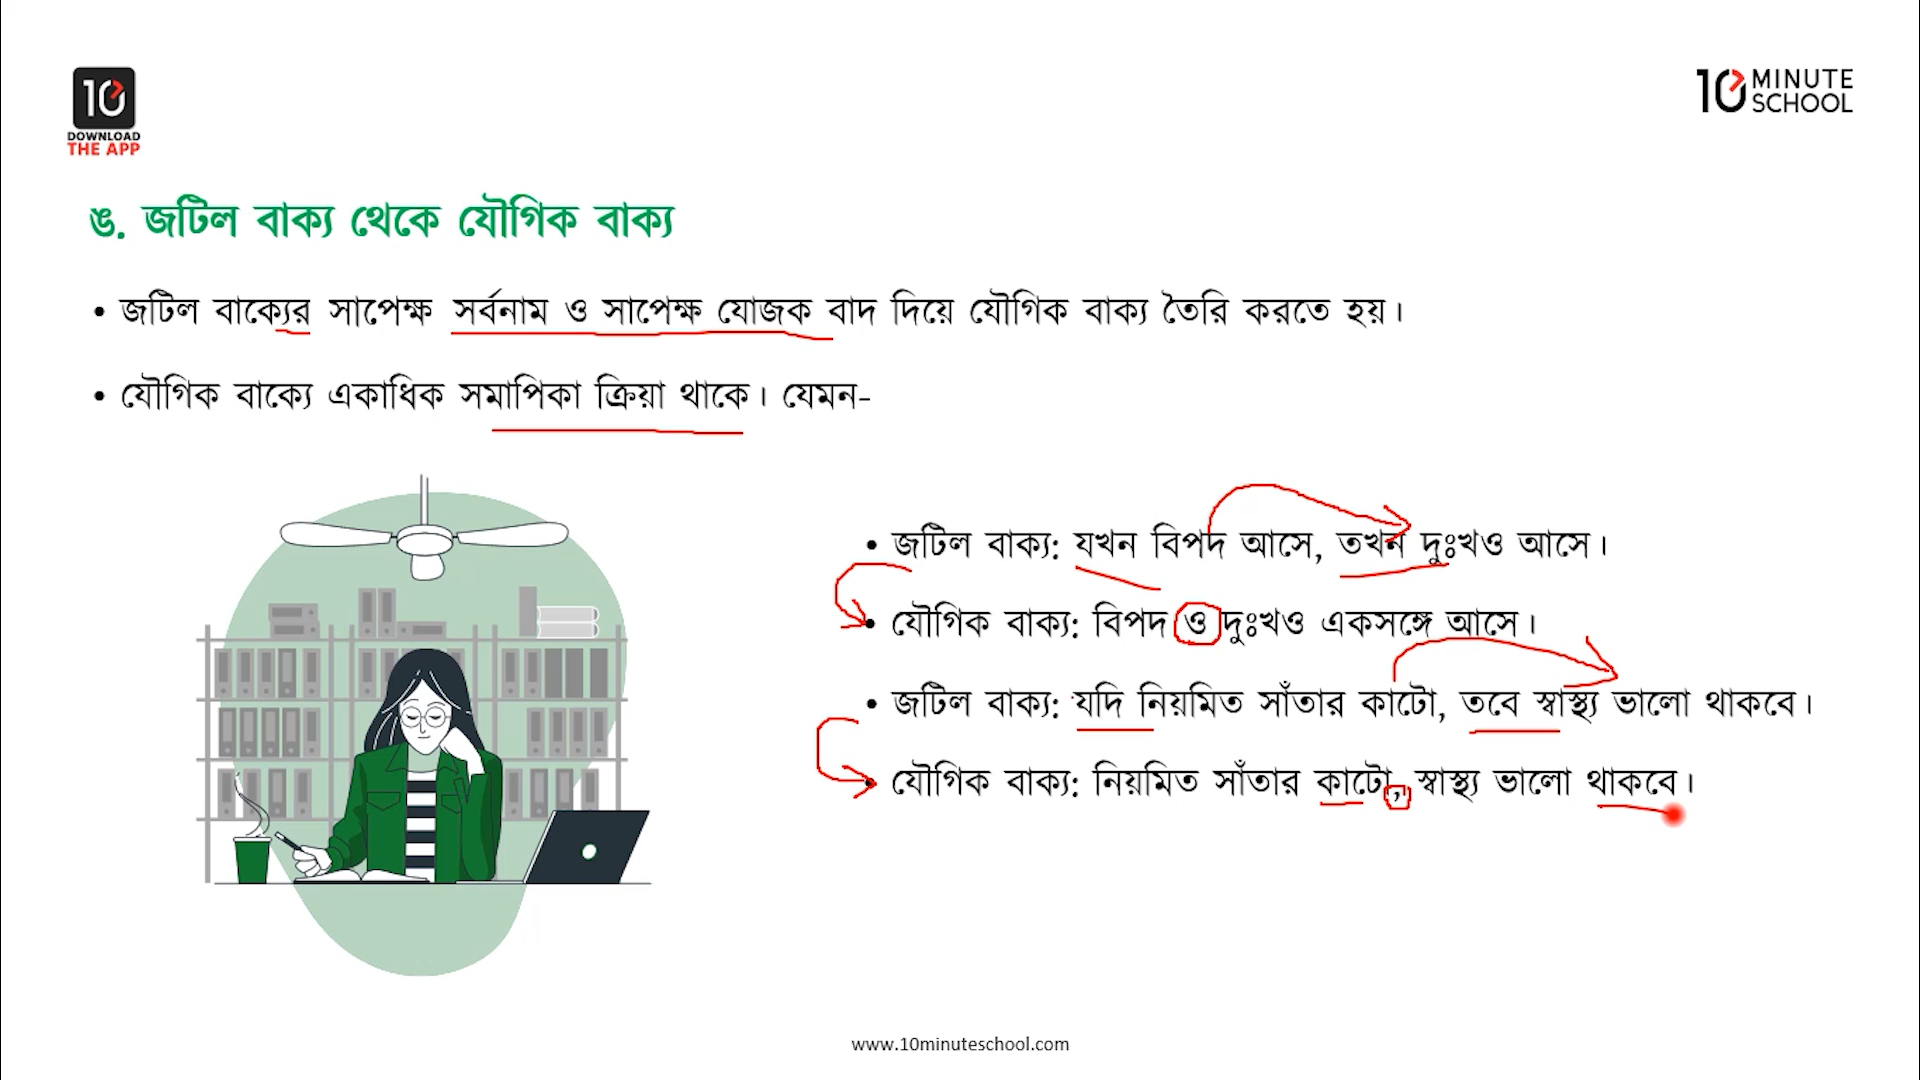 10
DOWNLOAD
THE APP
10 MINUTE
SCHOOL
ঙ. জটিল বাক্য থেকে যৌগিক বাক্য
• জটিল বাক্যের সাপেক্ষ সর্বনাম ও সাপেক্ষ যোজক বাদ দিয়ে যৌগিক বাক্য তৈরি করতে হয়।
• যৌগিক বাক্যে একাধিক সমাপিকা ক্রিয়া থাকে। যেমন-
• জটিল বাক্য: যখন বিপদ আসে, তখন দুঃখও আসে।
• যৌগিক বাক্য: বিপদ ও দুঃখও একসঙ্গে আসে।
• জটিল বাক্য: যদি নিয়মিত সাঁতার কাটো, তবে স্বাস্থ্য ভালো থাকবে।
• যৌগিক বাক্য: নিয়মিত সাঁতার কাটো, স্বাস্থ্য ভালো থাকবে।
www.10minuteschool.com